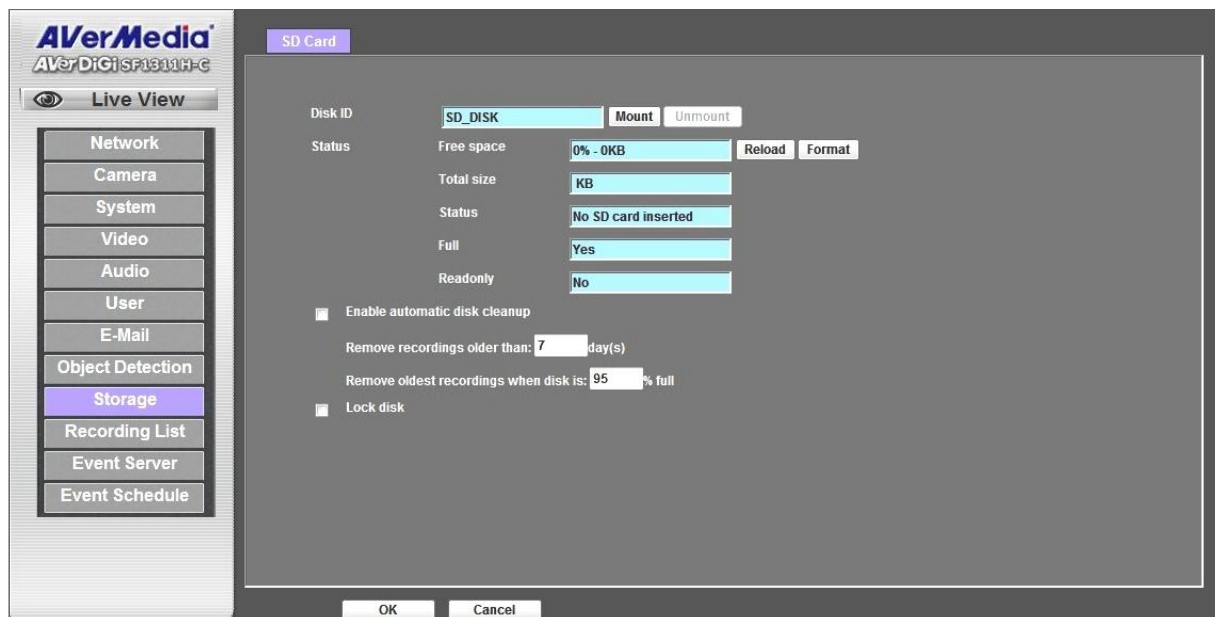 AVerMedia
AVerDiGi SF1311H-C
Live View
Network
Camera
System
Video
Audio
User
E-Mail
Object Detection
Storage
Recording List
Event Server
Event Schedule
SD Card
Disk ID SD_DISK Mount Unmount
Status Free space 0% - 0KB Reload Format
Total size KB
Status No SD card inserted
Full Yes
Readonly No
Enable automatic disk cleanup
Remove recordings older than: 7 day(s)
Remove oldest recordings when disk is: 95 % full
Lock disk
OK Cancel